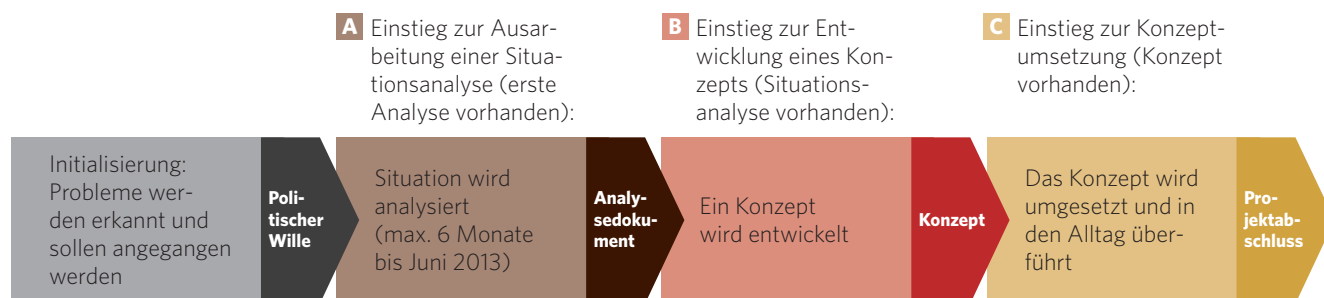 A Einstieg zur Ausar-
beitung einer Situa-
tionsanalyse (erste
Analyse vorhanden):
B Einstieg zur Ent-
wicklung eines Kon-
zepts (Situations-
analyse vorhanden):
C Einstieg zur Konzept-
umsetzung (Konzept
vorhanden):
Initialisierung:
Probleme wer-
den erkannt und
sollen angegangen
werden
Poli-
tischer
Wille
Situation wird
analysiert
(max. 6 Monate
bis Juni 2013)
Analy-
sedoku-
ment
Ein Konzept
wird entwickelt
Konzept
Das Konzept wird
umgesetzt und in
den Alltag über-
führt
Pro-
jektab-
schluss